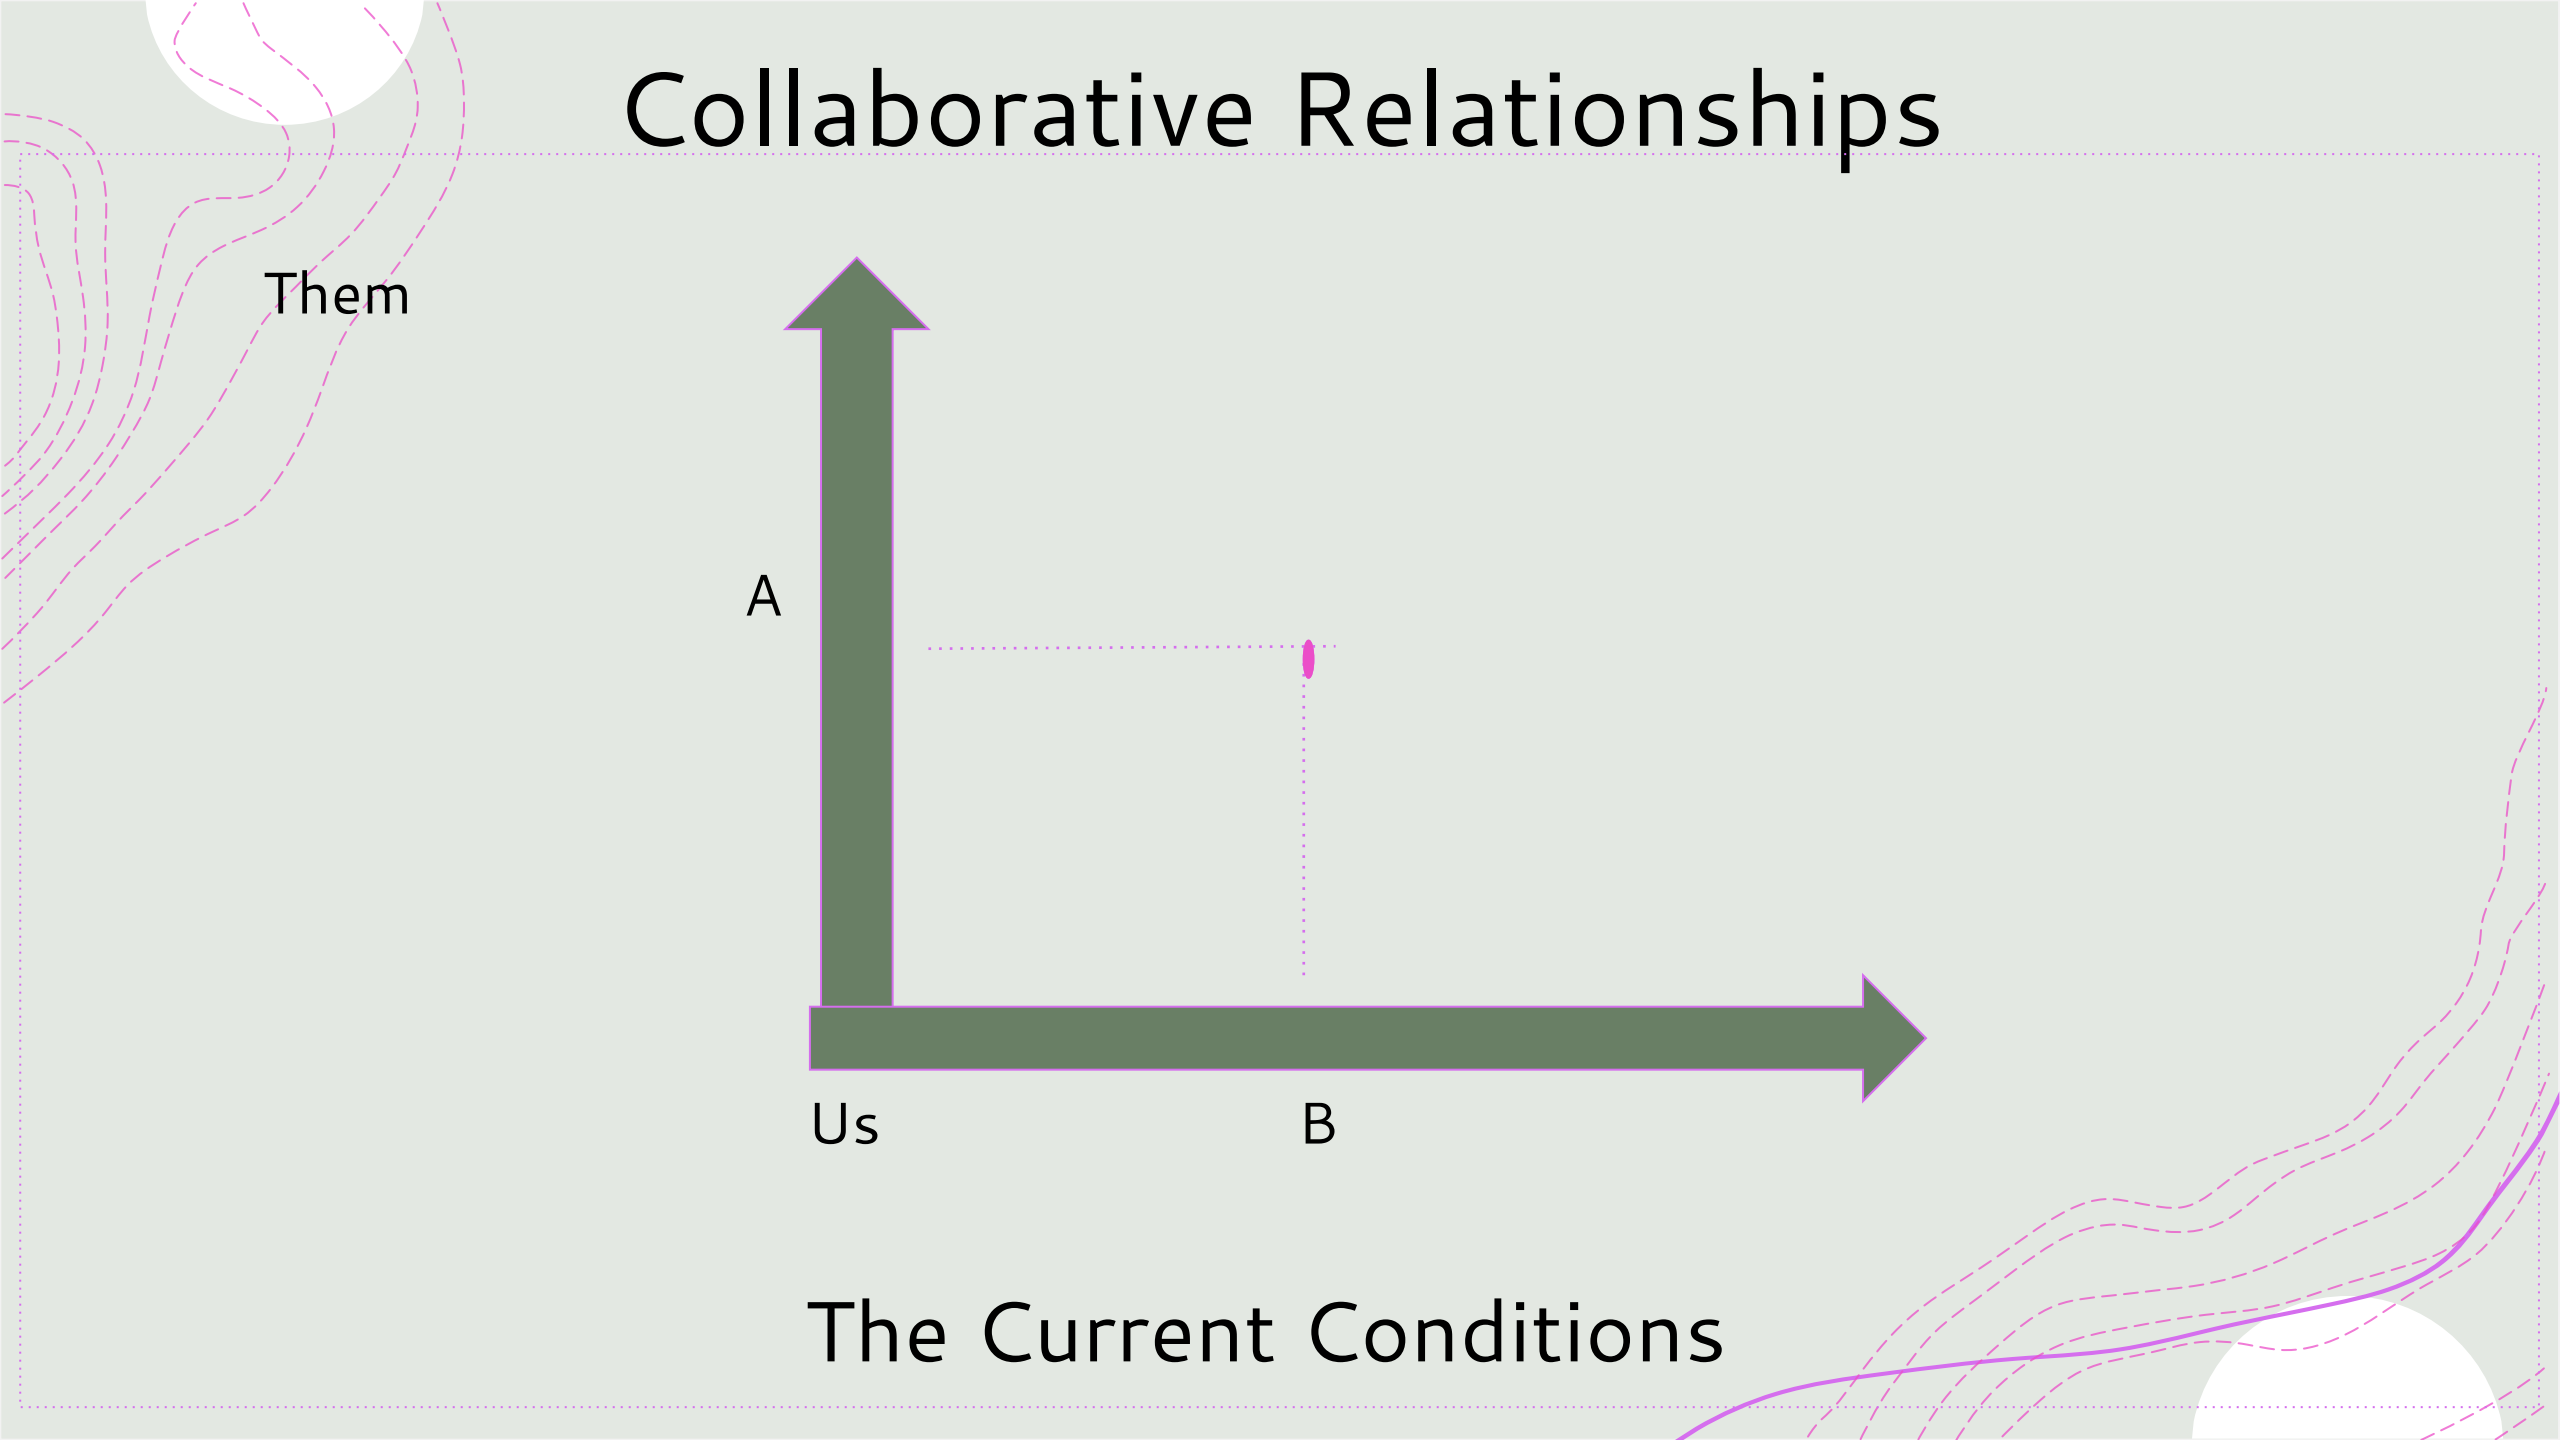 Collaborative Relationships
Them
A
Us
B
The Current Conditions